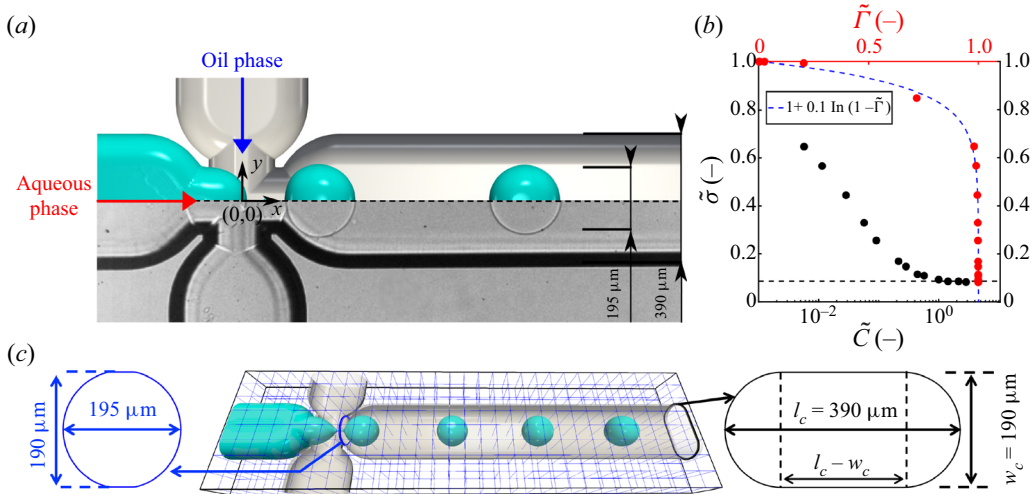 (a)
Oil phase
Aqueous
phase
y
x
(0,0)
195 μm
390 μm
(b)
Γ̃ (–)
0 0.5 1.0
1.0 1.0
0.8 0.8
0.6 0.6
0.4 0.4
0.2 0.2
0 0
1+ 0.1 In (1 –Γ̃)
σ̃ (–)
10⁻² 10⁰
C̃ (–)
(c)
190 μm
195 μm
l_c = 390 μm
l_c – w_c
w_c = 190 μm